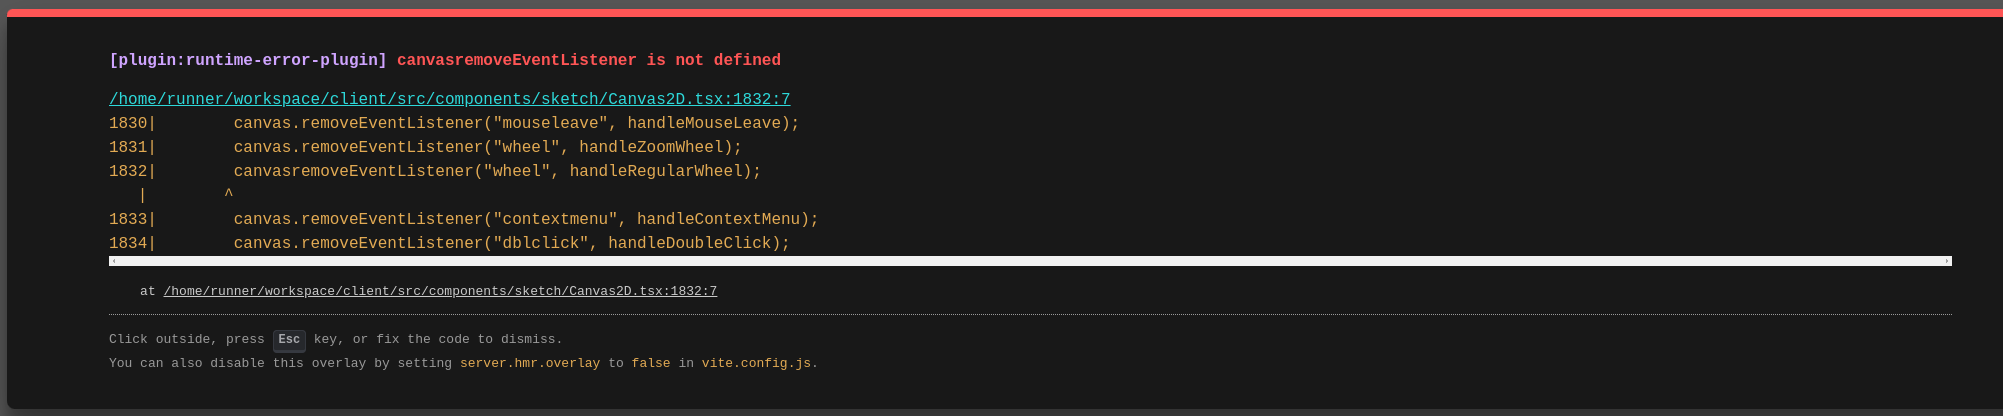 [plugin:runtime-error-plugin] canvasremoveEventListener is not defined
/home/runner/workspace/client/src/components/sketch/Canvas2D.tsx:1832:7
1830|        canvas.removeEventListener("mouseleave", handleMouseLeave);
1831|        canvas.removeEventListener("wheel", handleZoomWheel);
1832|        canvasremoveEventListener("wheel", handleRegularWheel);
   |        ^
1833|        canvas.removeEventListener("contextmenu", handleContextMenu);
1834|        canvas.removeEventListener("dblclick", handleDoubleClick);
    at /home/runner/workspace/client/src/components/sketch/Canvas2D.tsx:1832:7
Click outside, press Esc key, or fix the code to dismiss.
You can also disable this overlay by setting server.hmr.overlay to false in vite.config.js.